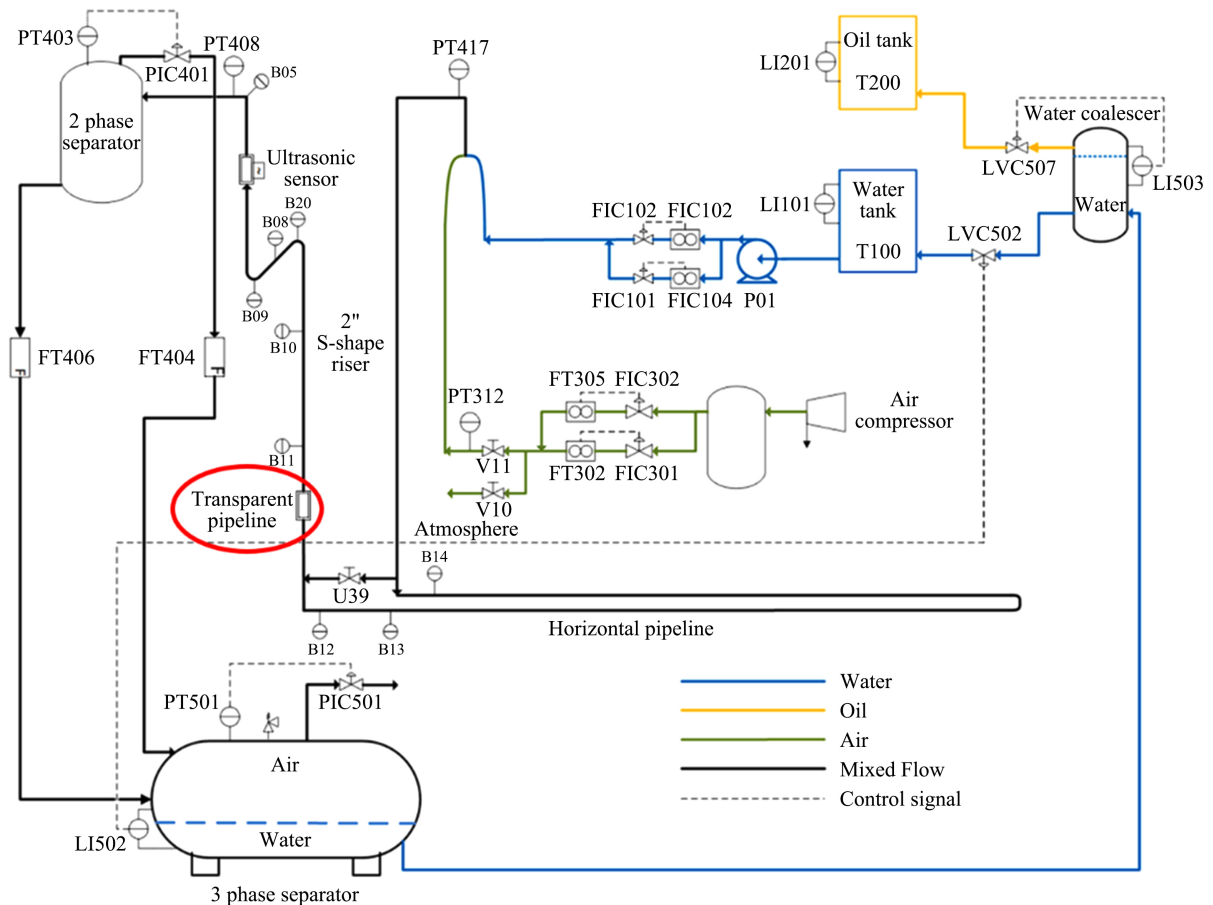 PT403
PIC401
PT408
B05
2 phase
separator
Ultrasonic
sensor
B20
B08
B09
B10
2"
S-shape
riser
FT406
FT404
F
F
B11
Transparent
pipeline
PT417
LI201
Oil tank
T200
Water coalescer
LVC507
LI503
Water
LI101
Water
tank
T100
LVC502
FIC102
FIC102
FIC101
FIC104
P01
PT312
FT305
FIC302
FT302
FIC301
V11
V10
Atmosphere
Air
compressor
B14
U39
B12
B13
Horizontal pipeline
PT501
PIC501
Air
Water
LI502
3 phase separator
Water
Oil
Air
Mixed Flow
Control signal